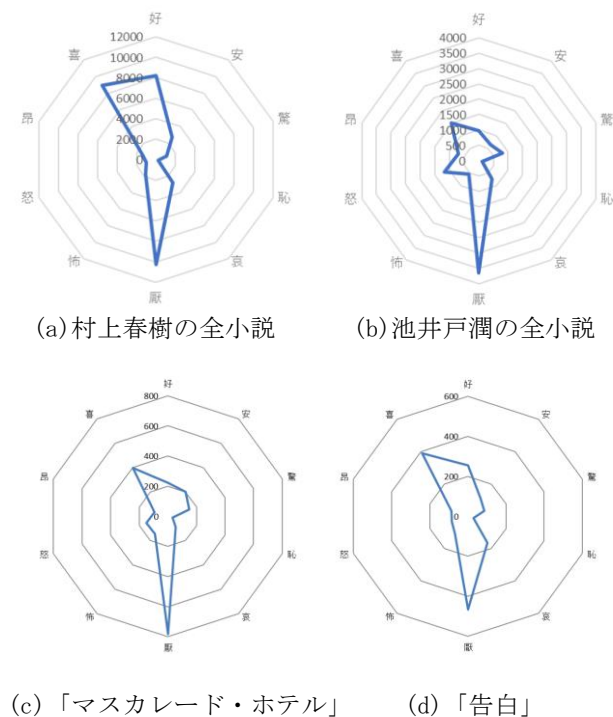 好
12000
10000
8000
6000
4000
2000
0
喜
安
昂
驚
怒
恥
怖
哀
厭
好
4000
3500
3000
2500
2000
1500
1000
500
0
喜
安
昂
驚
怒
恥
怖
哀
厭
(a)村上春樹の全小説
(b)池井戸潤の全小説
好
800
600
400
200
0
喜
安
昂
驚
怒
恥
怖
哀
厭
好
600
400
200
0
喜
安
昂
驚
怒
恥
怖
哀
厭
(c)「マスカレード・ホテル」
(d)「告白」